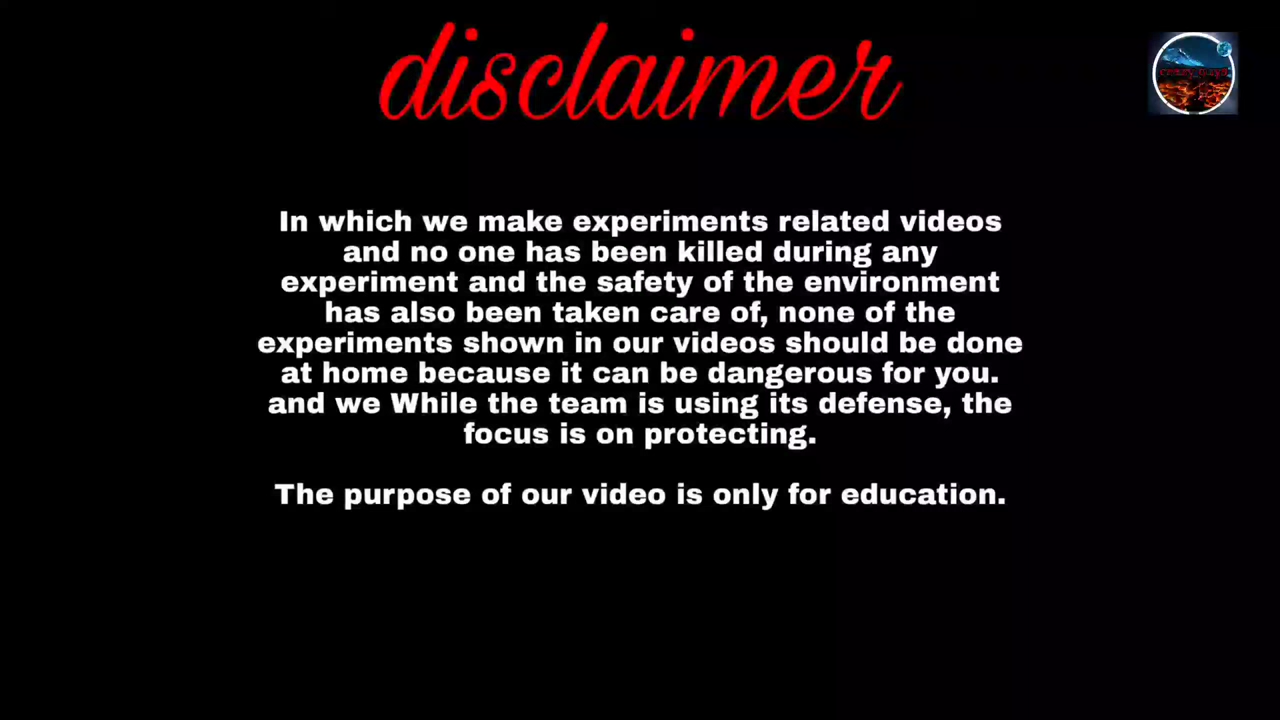 disclaimer
In which we make experiments related videos
and no one has been killed during any
experiment and the safety of the environment
has also been taken care of, none of the
experiments shown in our videos should be done
at home because it can be dangerous for you.
and we While the team is using its defense, the
focus is on protecting.
The purpose of our video is only for education.